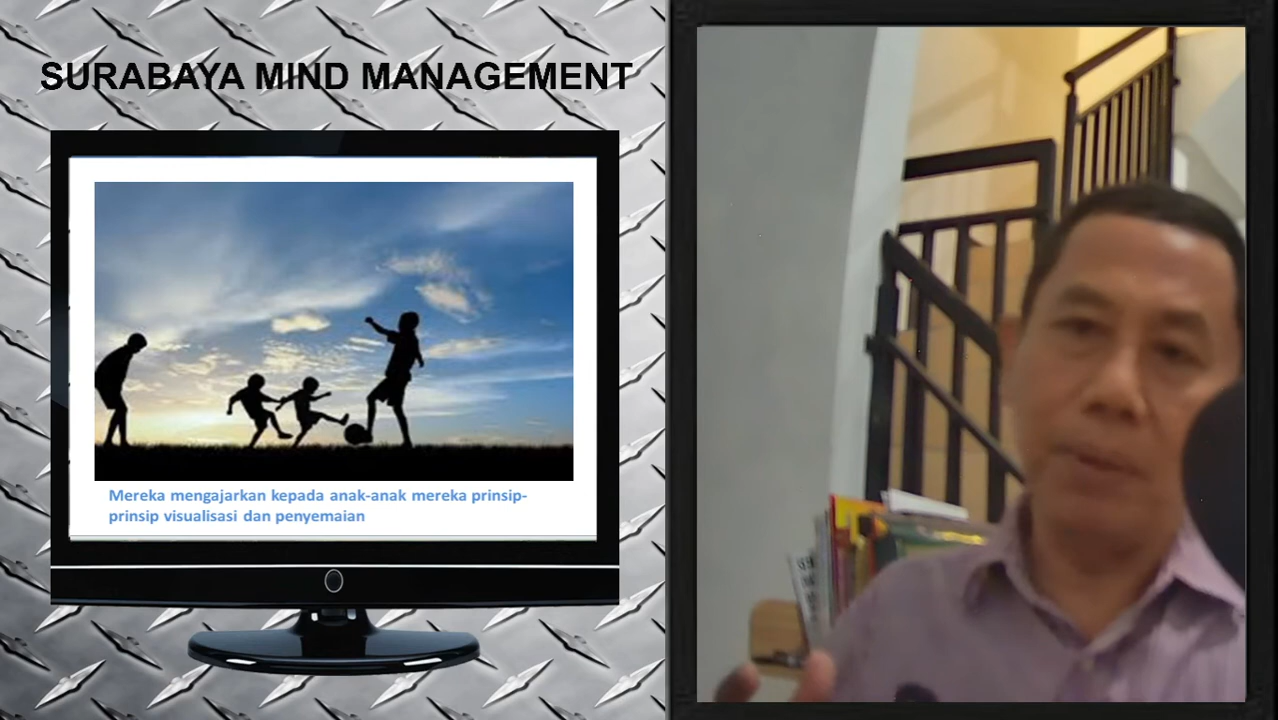 SURABAYA MIND MANAGEMENT
Mereka mengajarkan kepada anak-anak mereka prinsip-
prinsip visualisasi dan penyemaian